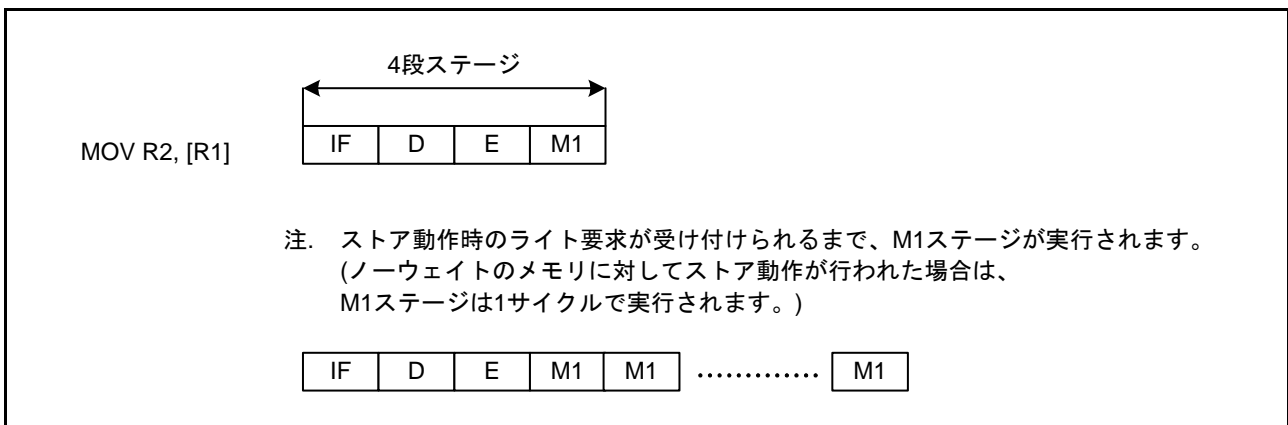 4段ステージ
MOV R2, [R1] IF D E M1
注. ストア動作時のライト要求が受け付けられるまで、M1ステージが実行されます。
(ノーウェイトのメモリに対してストア動作が行われた場合は、
M1ステージは1サイクルで実行されます。)
IF D E M1 M1 ............. M1